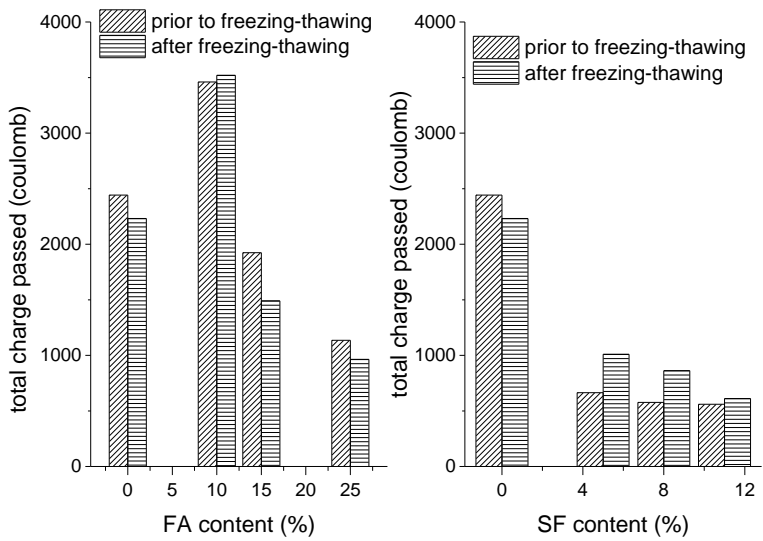 prior to freezing-thawing
after freezing-thawing
total charge passed (coulomb)
4000
3000
2000
1000
0
0 5 10 15 20 25
FA content (%)
prior to freezing-thawing
after freezing-thawing
total charge passed (coulomb)
4000
3000
2000
1000
0
0 4 8 12
SF content (%)